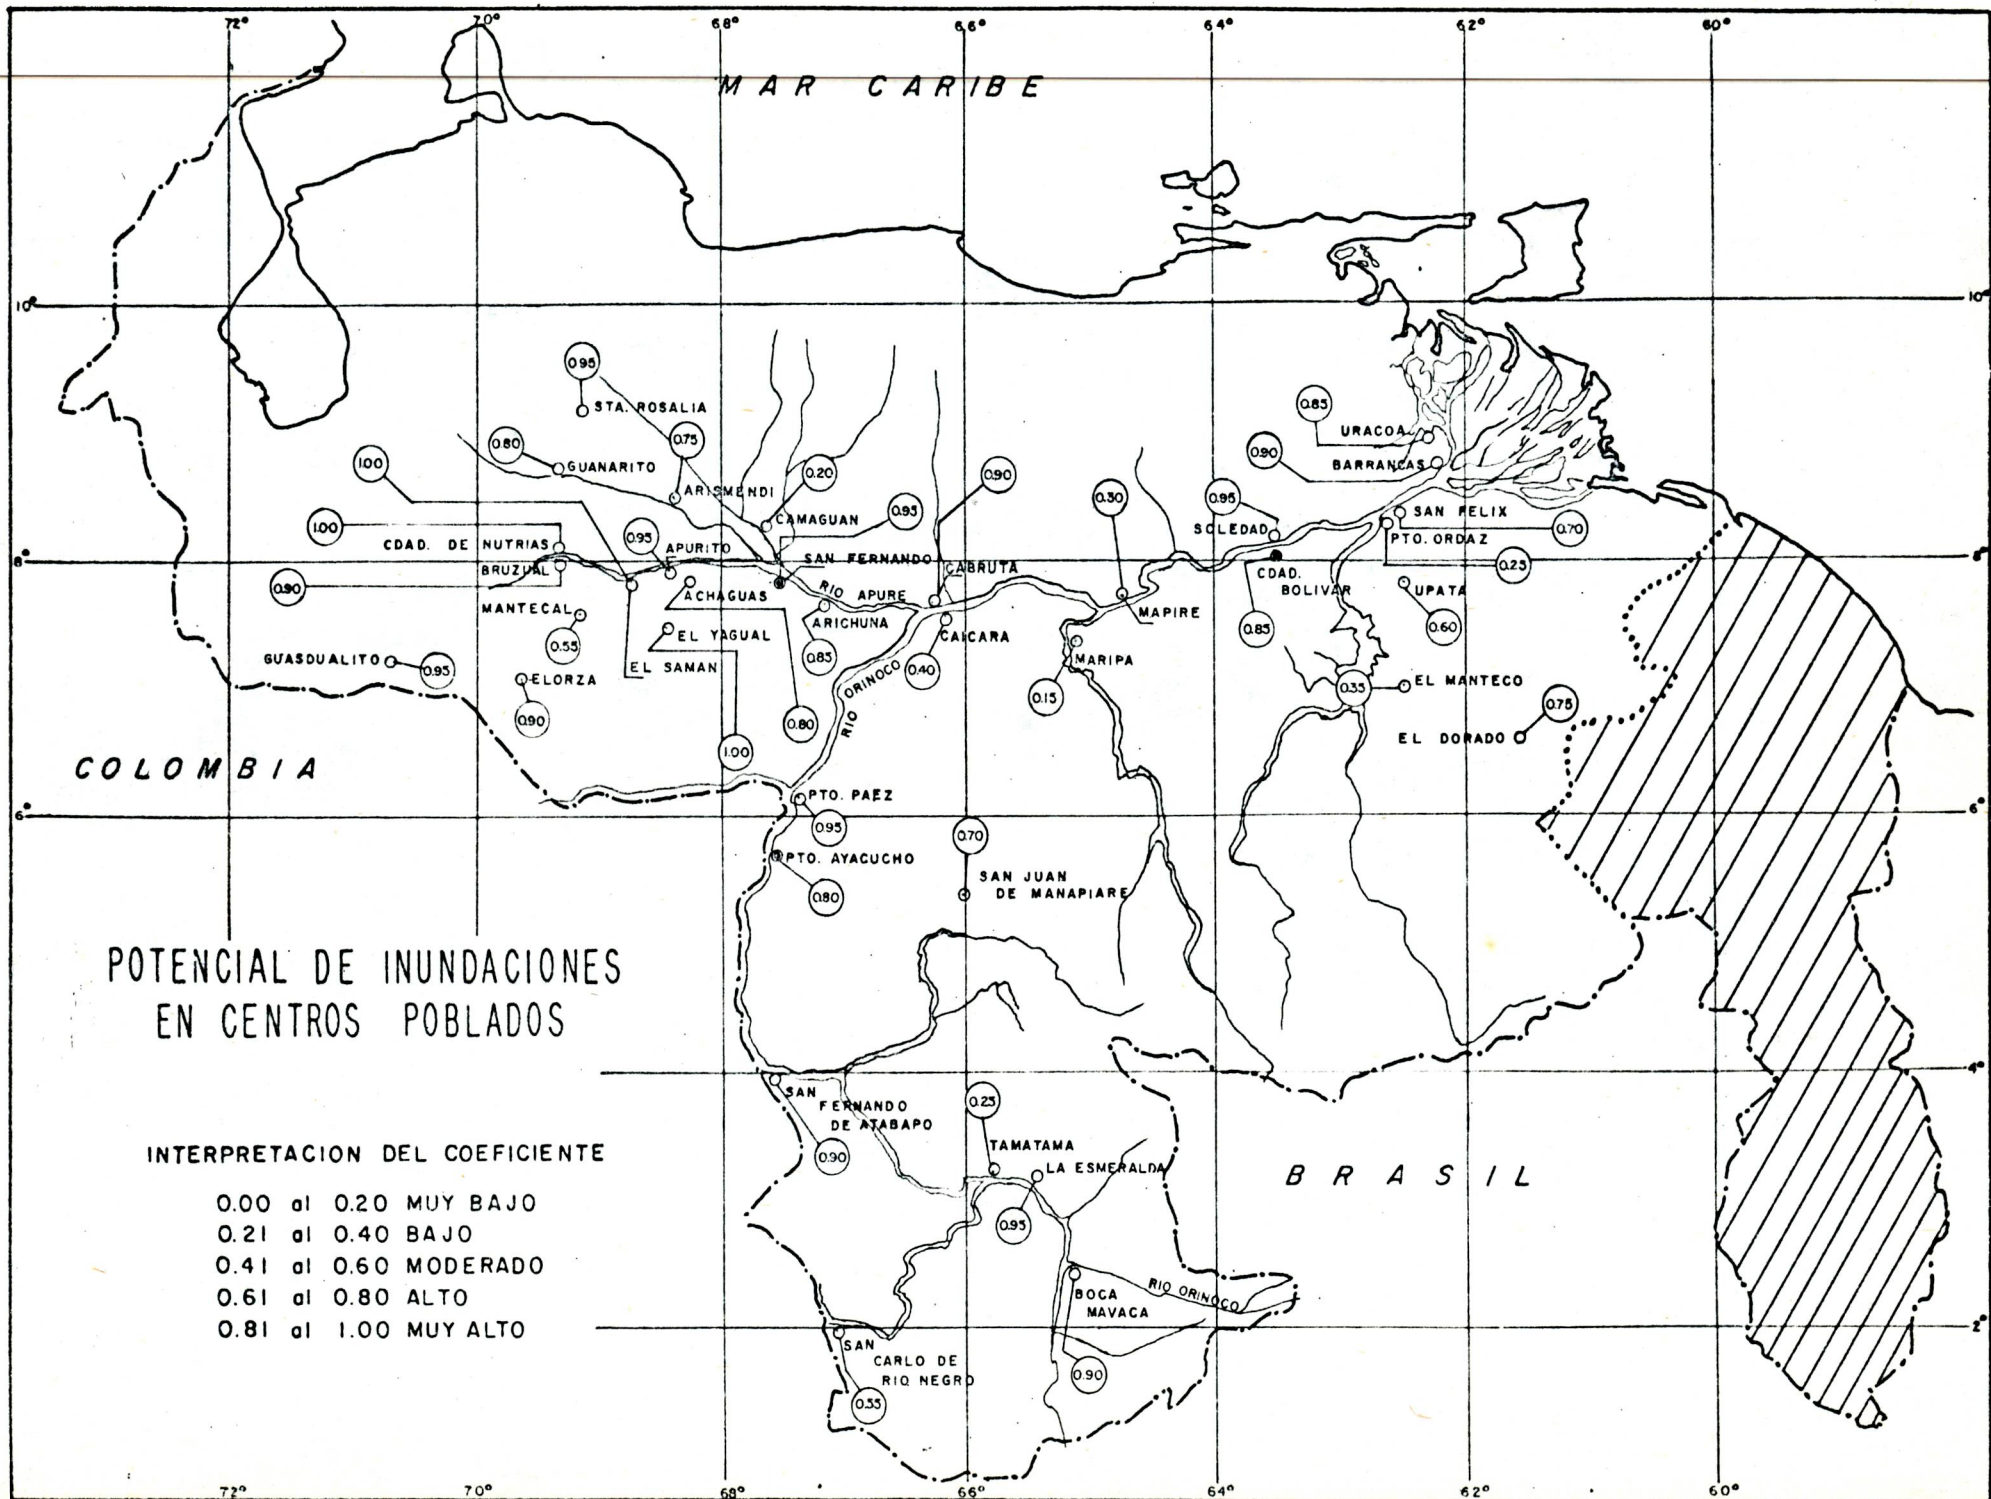 72° 70° 68° 66° 64° 62° 60°
MAR CARIBE
10° 10°
0.95
STA. ROSALIA
0.80
GUANARITO
0.75
ARISMENDI
1.00
0.20
CAMAGUAN
0.90
0.95
0.30
0.95
SOLEDAD
0.85
URACOA
0.90
BARRANCAS
SAN FELIX
0.70
PTO. ORDAZ
0.25
1.00
CDAD. DE NUTRIAS
0.95
APURITO
SAN FERNANDO
CABRUTA
8° 8°
BRUZUAL
0.90
ACHAGUAS
RIO APURE
MAPIRE
CDAD.
BOLIVAR
0.85
UPATA
0.60
MANTECAL
0.55
EL YAGUAL
ARICHUNA
0.85
CAICARA
0.40
MARIPA
0.15
GUASDUALITO
0.95
EL SAMAN
ELORZA
0.90
RIO ORINOCO
0.80
1.00
0.35
EL MANTECO
0.75
EL DORADO
COLOMBIA
PTO. PAEZ
0.95
6° 6°
PTO. AYACUCHO
0.80
0.70
SAN JUAN
DE MANAPIARE
POTENCIAL DE INUNDACIONES
EN CENTROS POBLADOS
4°
SAN
FERNANDO
DE ATABAPO
0.90
0.25
TAMATAMA
LA ESMERALDA
0.95
BRASIL
INTERPRETACION DEL COEFICIENTE
0.00 al 0.20 MUY BAJO
0.21 al 0.40 BAJO
0.41 al 0.60 MODERADO
0.61 al 0.80 ALTO
0.81 al 1.00 MUY ALTO
BOCA
MAVACA
RIO ORINOCO
0.90
2°
SAN
CARLO DE
RIO NEGRO
0.35
72° 70° 68° 66° 64° 62° 60°